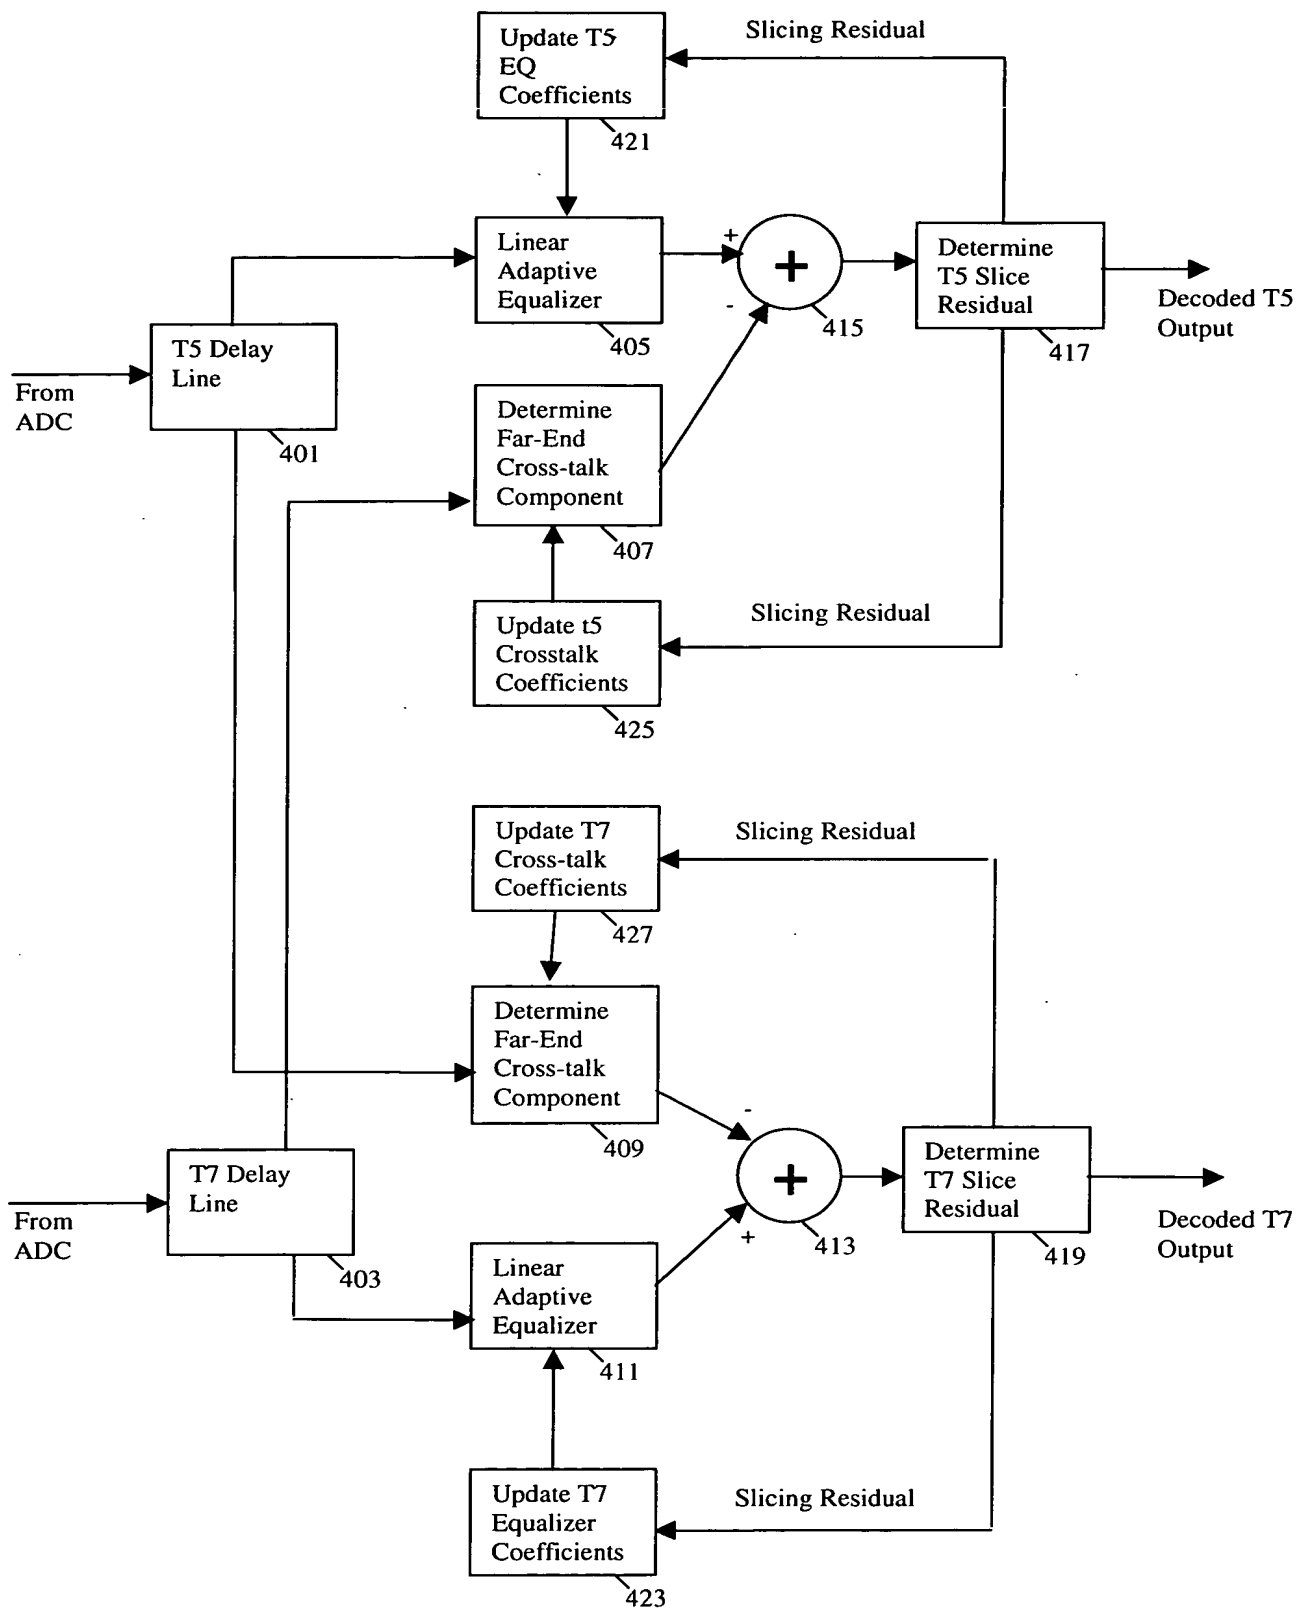 Update T5
EQ
Coefficients
421
Slicing Residual
Linear
Adaptive
Equalizer
405
+
-
+
415
Determine
T5 Slice
Residual
417
Decoded T5
Output
T5 Delay
Line
401
From
ADC
Determine
Far-End
Cross-talk
Component
407
Update t5
Crosstalk
Coefficients
425
Slicing Residual
Update T7
Cross-talk
Coefficients
427
Slicing Residual
Determine
Far-End
Cross-talk
Component
409
T7 Delay
Line
403
From
ADC
-
+
+
413
Determine
T7 Slice
Residual
419
Decoded T7
Output
Linear
Adaptive
Equalizer
411
Update T7
Equalizer
Coefficients
423
Slicing Residual